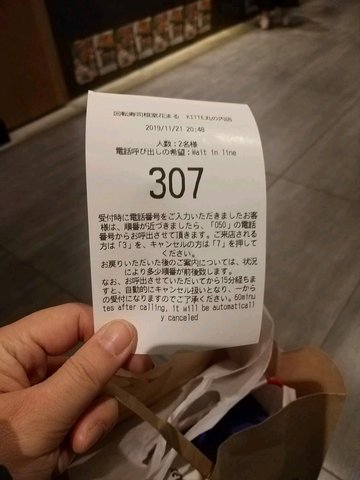 回転寿司根室花まる KITTE丸の内店
2019/11/21 20:48
人数:2名様
電話呼び出しの希望:Wait in line
307
受付時に電話番号をご入力いただきましたお客
様は、順番が近づきましたら、「050」の電話
番号からお呼出させて頂きます。ご来店される
方は「3」を、キャンセルの方は「7」を押して
ください。
お戻りいただいた後のご案内については、状況
により多少順番が前後致します。
なお、お呼出させていただいてから15分経ちま
すと、自動的にキャンセル扱いとなり、一から
の受付になりますのでご了承ください。60minu
tes after calling, it will be automaticall
y canceled